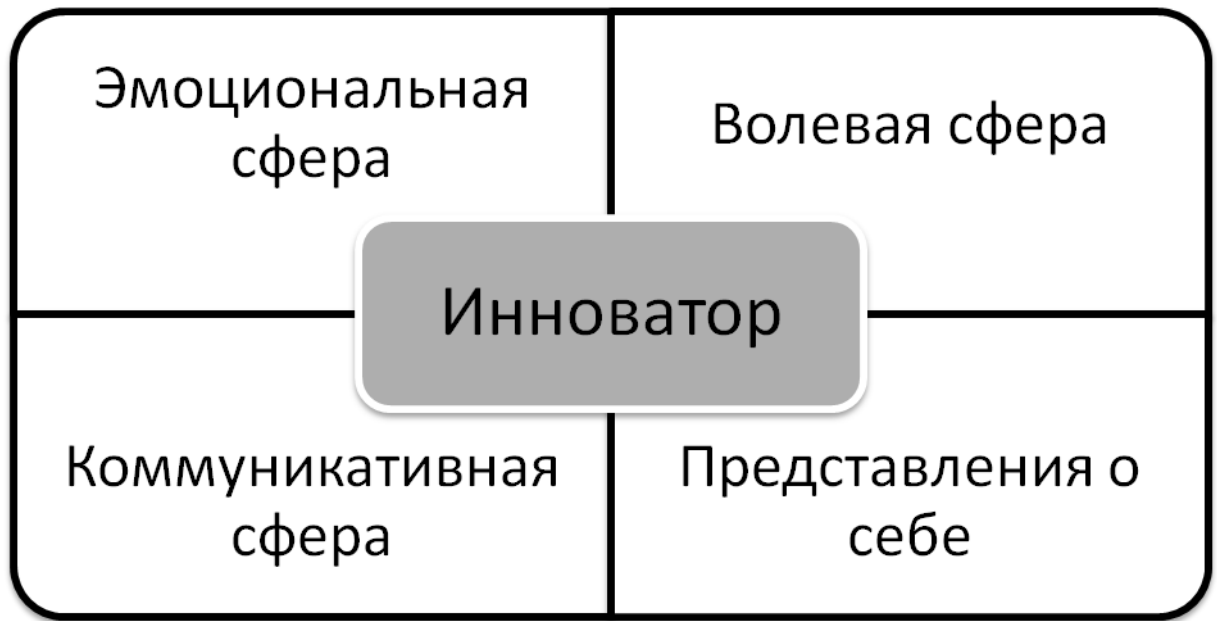 Эмоциональная
сфера
Волевая сфера
Инноватор
Коммуникативная
сфера
Представления о
себе